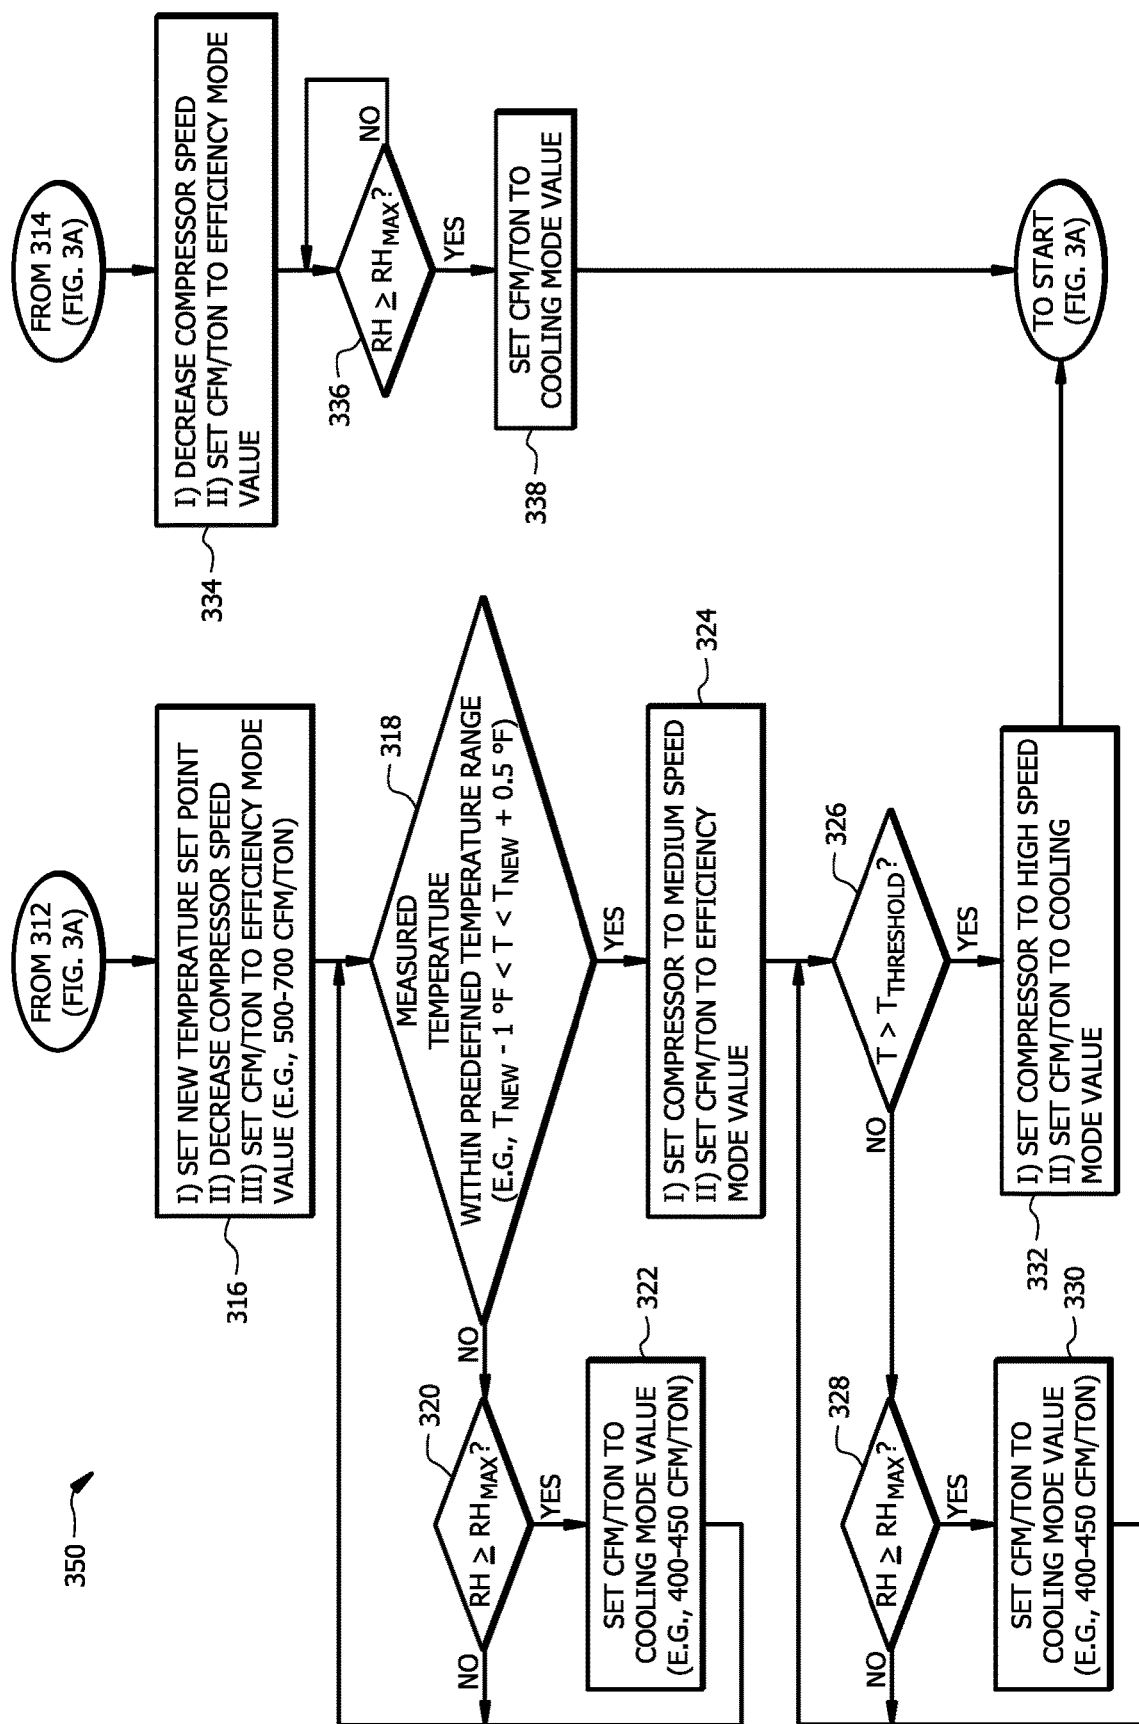 350
FROM 312
(FIG. 3A)
I) SET NEW TEMPERATURE SET POINT
II) DECREASE COMPRESSOR SPEED
III) SET CFM/TON TO EFFICIENCY MODE
VALUE (E.G., 500-700 CFM/TON)
316
MEASURED
TEMPERATURE
WITHIN PREDEFINED TEMPERATURE RANGE
(E.G., TNEW - 1 °F < T < TNEW + 0.5 °F)
318
NO
YES
RH ≥ RHMAX?
320
NO
YES
SET CFM/TON TO
COOLING MODE VALUE
(E.G., 400-450 CFM/TON)
322
I) SET COMPRESSOR TO MEDIUM SPEED
II) SET CFM/TON TO EFFICIENCY
MODE VALUE
324
T > TTHRESHOLD?
326
NO
YES
RH ≥ RHMAX?
328
NO
YES
SET CFM/TON TO
COOLING MODE VALUE
(E.G., 400-450 CFM/TON)
330
I) SET COMPRESSOR TO HIGH SPEED
II) SET CFM/TON TO COOLING
MODE VALUE
332
FROM 314
(FIG. 3A)
I) DECREASE COMPRESSOR SPEED
II) SET CFM/TON TO EFFICIENCY MODE
VALUE
334
RH ≥ RHMAX?
336
NO
YES
SET CFM/TON TO
COOLING MODE VALUE
338
TO START
(FIG. 3A)